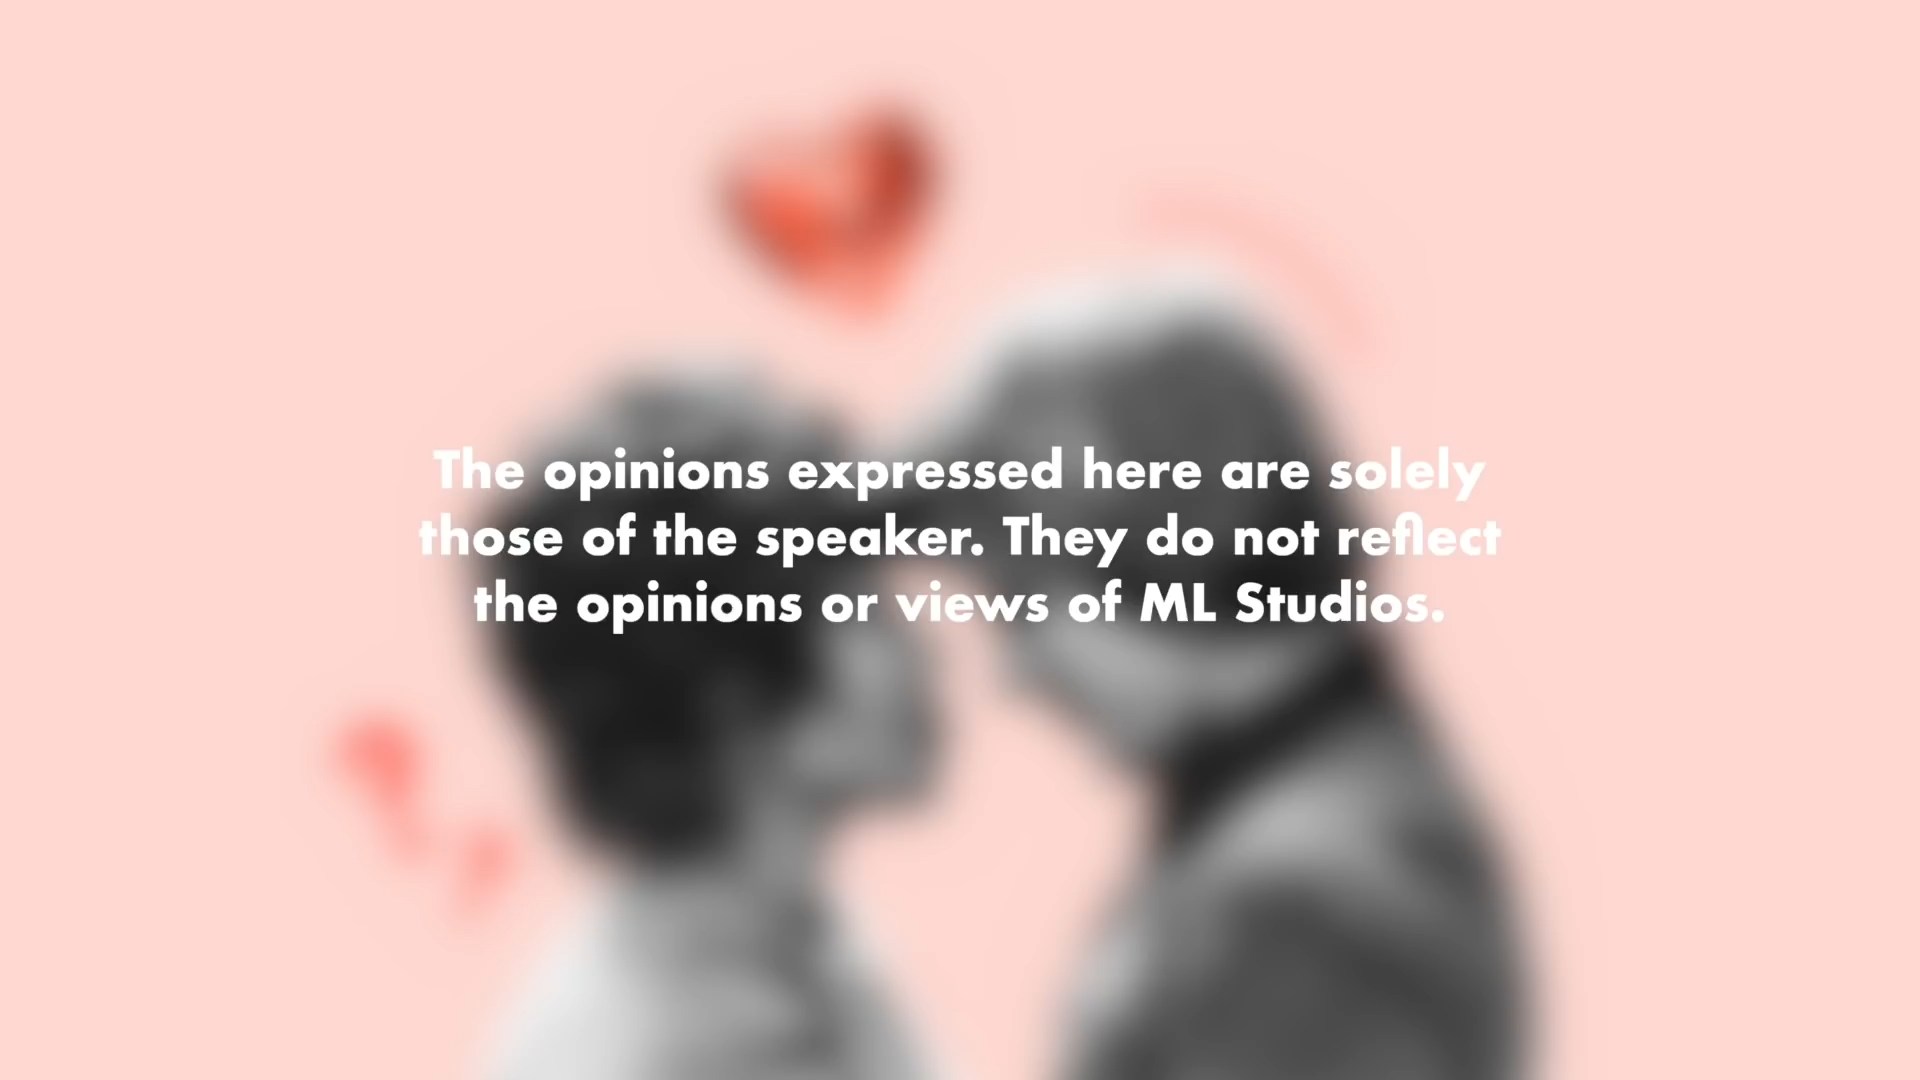 The opinions expressed here are solely
those of the speaker. They do not reflect
the opinions or views of ML Studios.